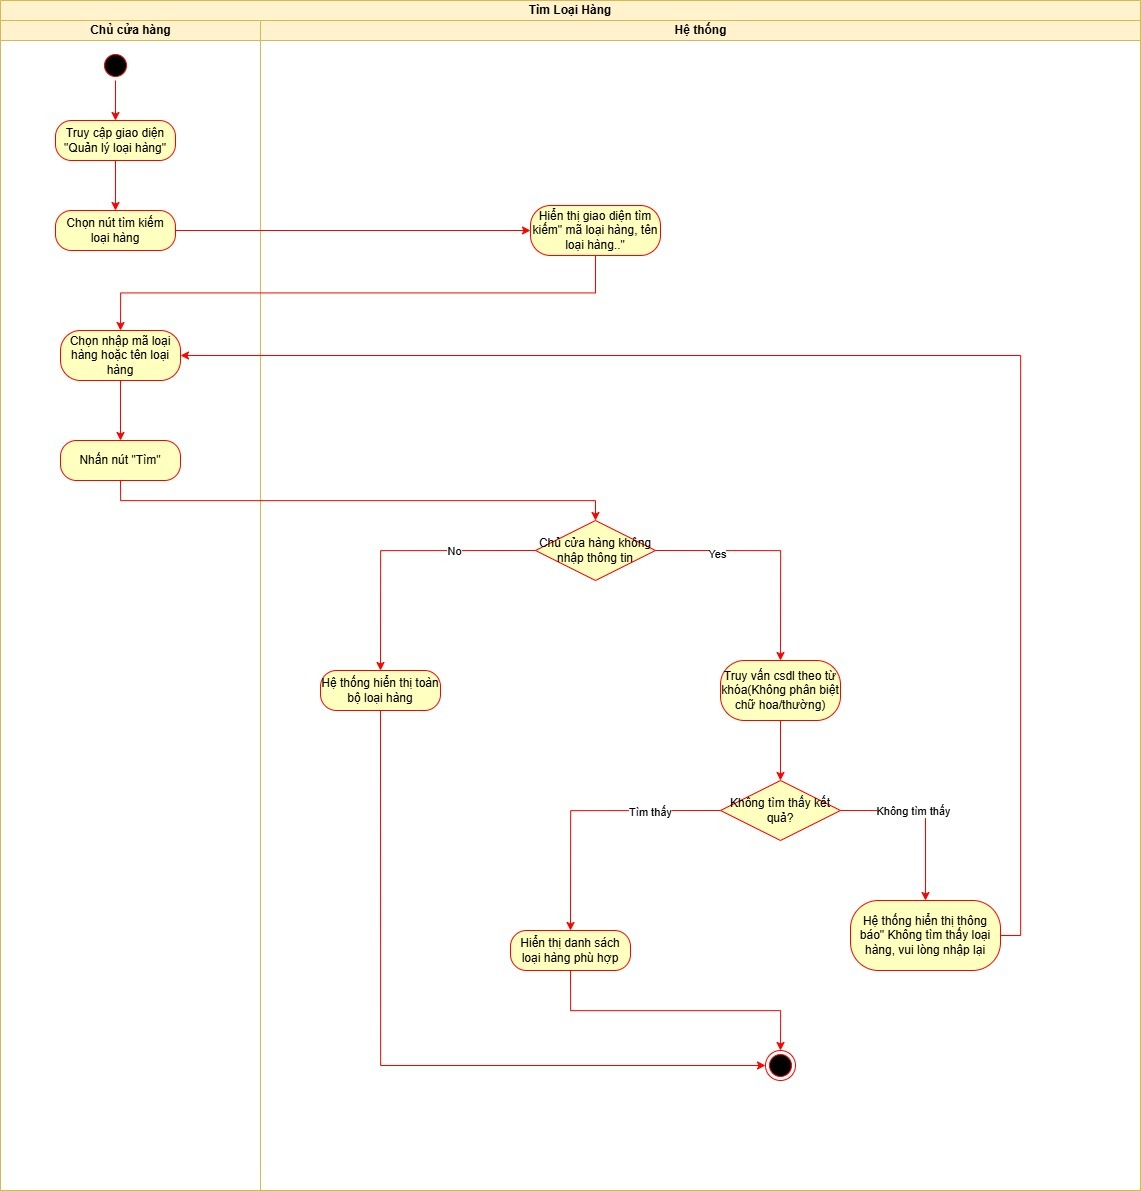 Tìm Loại Hàng
Chủ cửa hàng
Hệ thống
Truy cập giao diện
"Quản lý loại hàng"
Chọn nút tìm kiếm
loại hàng
Hiển thị giao diện tìm
kiếm" mã loại hàng, tên
loại hàng.."
Chọn nhập mã loại
hàng hoặc tên loại
hàng
Nhấn nút "Tìm"
Chủ cửa hàng không
nhập thông tin
No
Yes
Hệ thống hiển thị toàn
bộ loại hàng
Truy vấn csdl theo từ
khóa(Không phân biệt
chữ hoa/thường)
Không tìm thấy kết
quả?
Tìm thấy
Không tìm thấy
Hiển thị danh sách
loại hàng phù hợp
Hệ thống hiển thị thông
báo" Không tìm thấy loại
hàng, vui lòng nhập lại